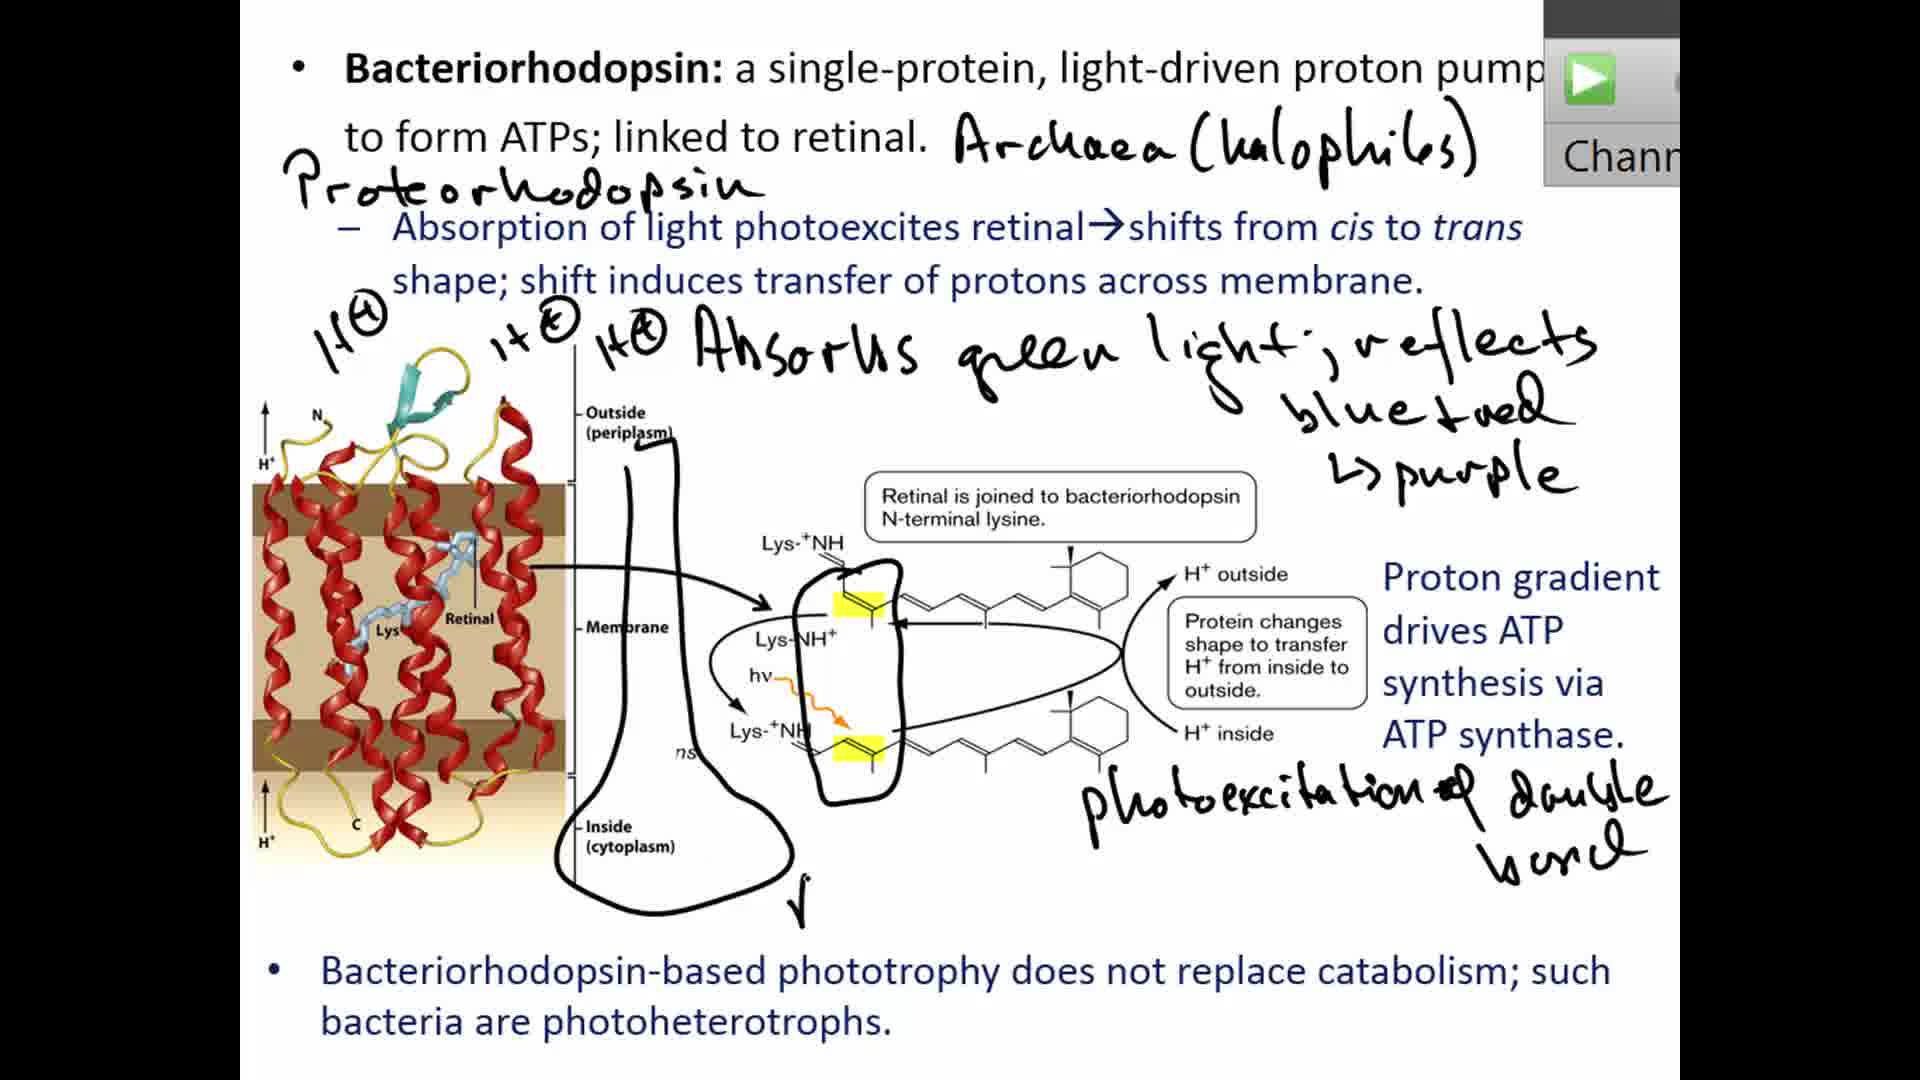 • Bacteriorhodopsin: a single-protein, light-driven proton pump
to form ATPs; linked to retinal. Archaea (halophiles)
Proteorhodopsin
– Absorption of light photoexcites retinal→shifts from cis to trans
shape; shift induces transfer of protons across membrane.
H⊕ H⊕ H⊕ Absorbs green light; reflects
blue + red
↳ purple
Chann
Outside
(periplasm)
N
H⁺
Membrane
Retinal
Lys
Inside
(cytoplasm)
C
H⁺
Retinal is joined to bacteriorhodopsin
N-terminal lysine.
Lys-⁺NH
Lys-NH⁺
hν
Lys-⁺NH
ns
H⁺ outside
Protein changes
shape to transfer
H⁺ from inside to
outside.
H⁺ inside
Proton gradient
drives ATP
synthesis via
ATP synthase.
photoexcitation of double
bond
• Bacteriorhodopsin-based phototrophy does not replace catabolism; such
bacteria are photoheterotrophs.